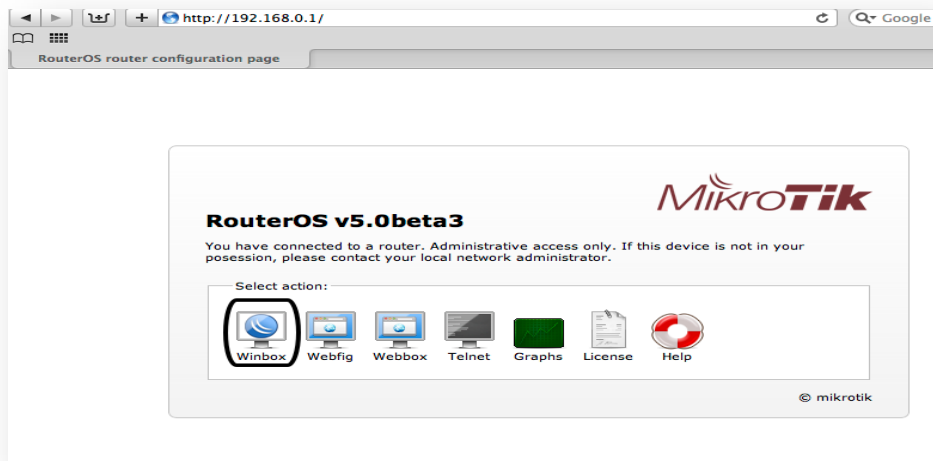 http://192.168.0.1/
Google
RouterOS router configuration page
MikroTik
RouterOS v5.0beta3
You have connected to a router. Administrative access only. If this device is not in your
posession, please contact your local network administrator.
Select action:
Winbox Webfig Webbox Telnet Graphs License Help
© mikrotik